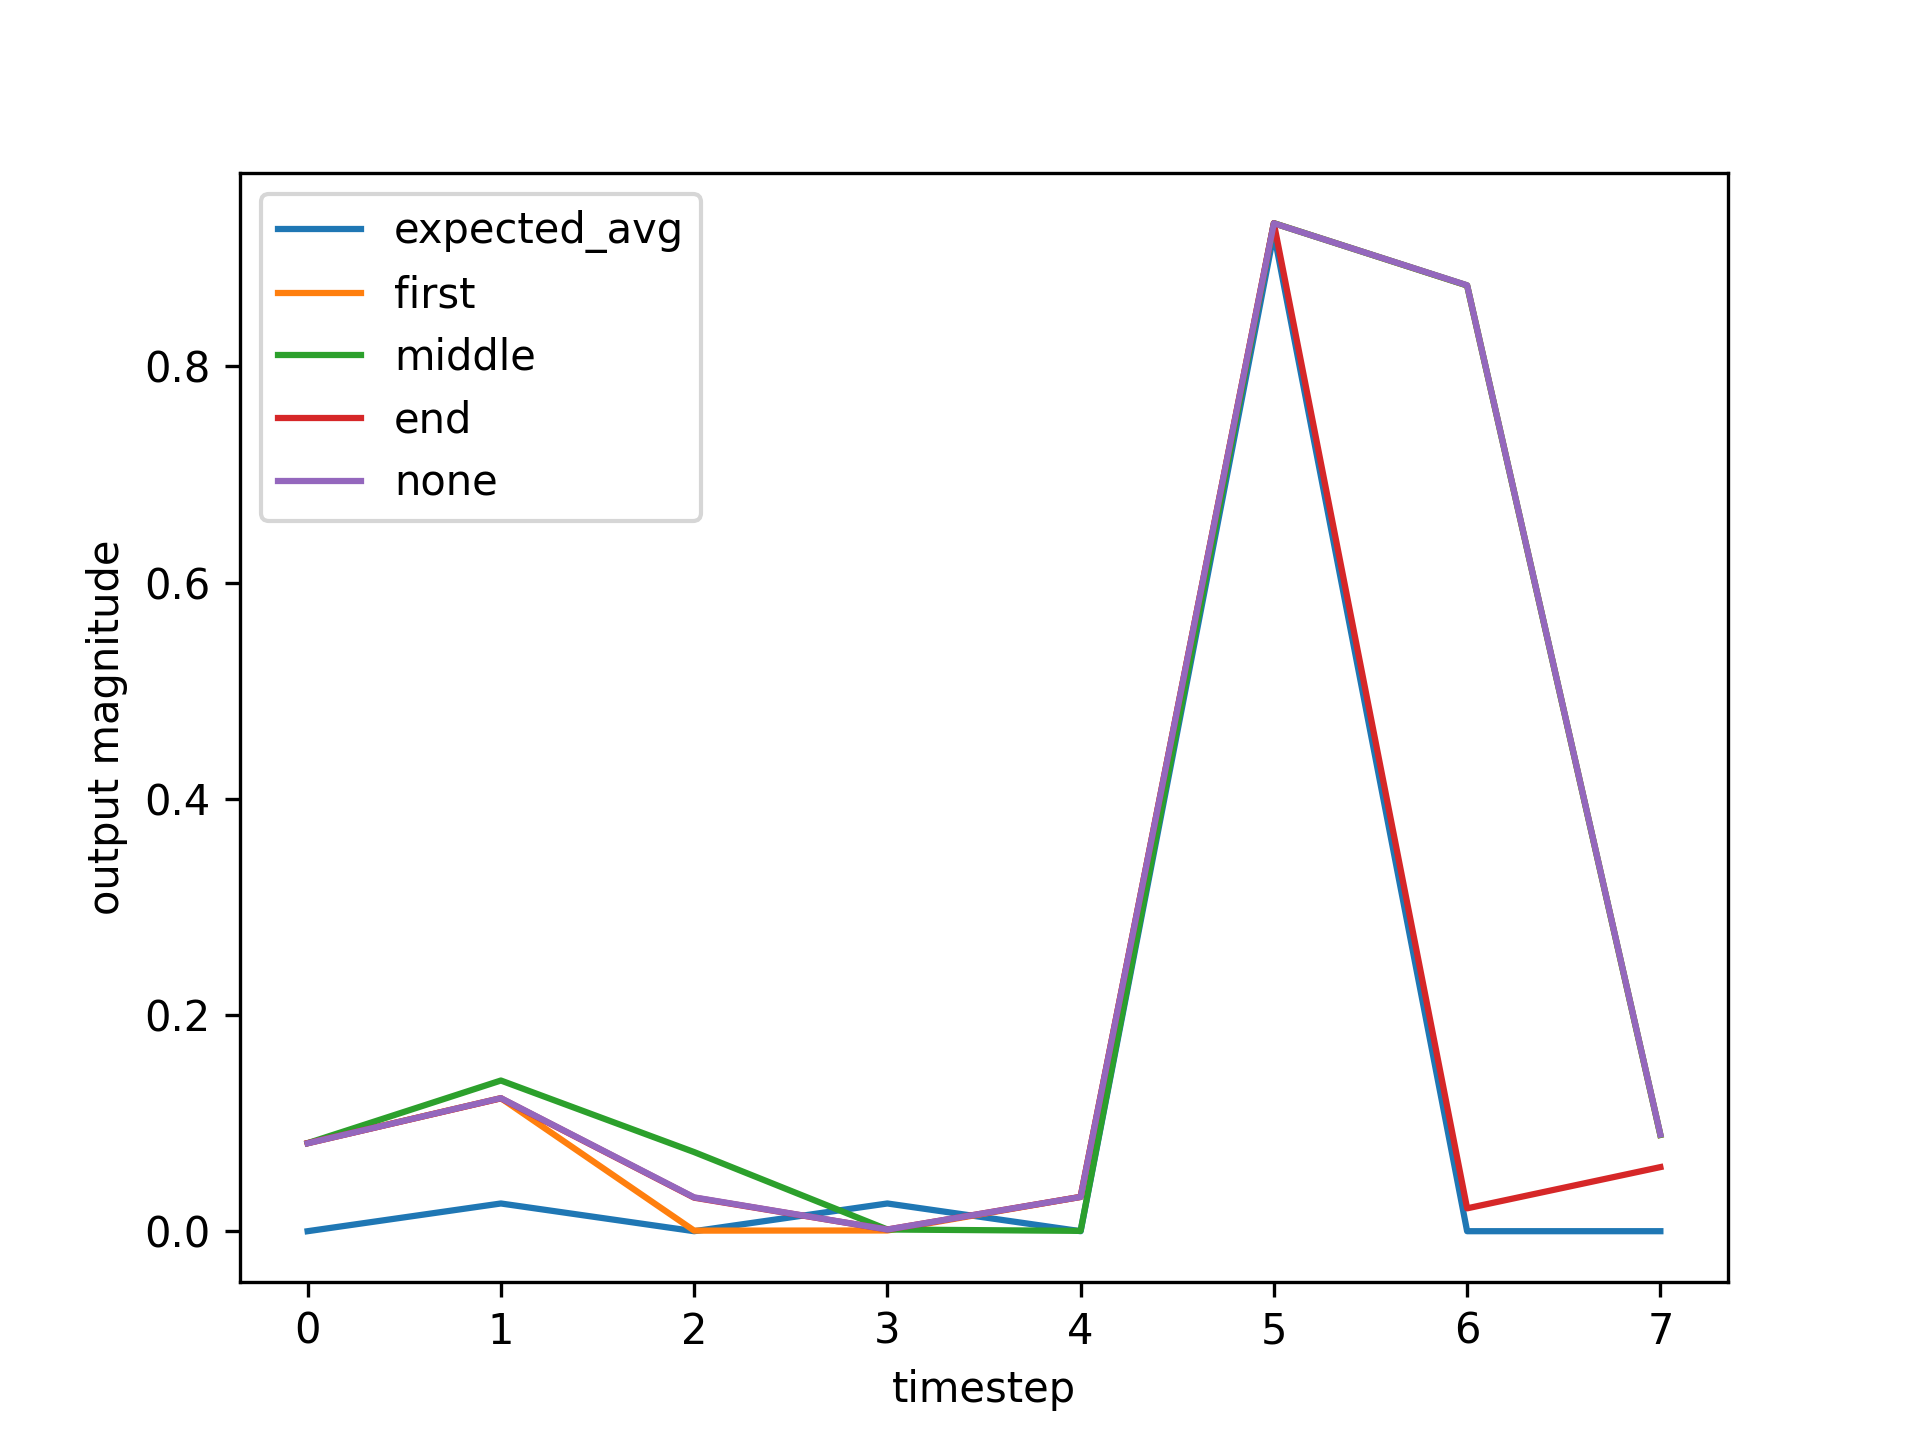 expected_avg
first
middle
end
none
output magnitude
0.8
0.6
0.4
0.2
0.0
0 1 2 3 4 5 6 7
timestep